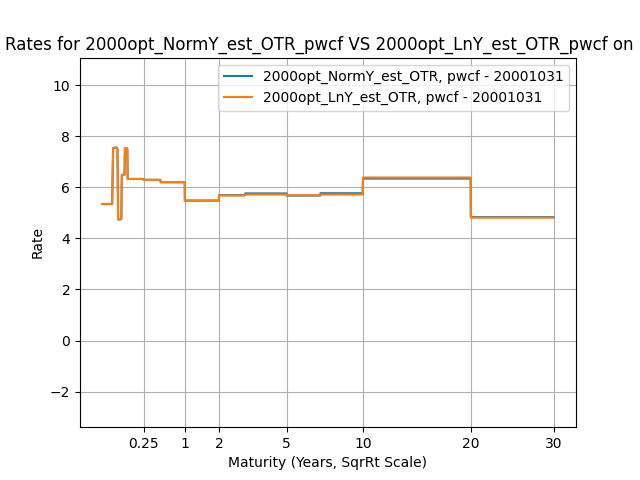 Rates for 2000opt_NormY_est_OTR_pwcf VS 2000opt_LnY_est_OTR_pwcf on
2000opt_NormY_est_OTR, pwcf - 20001031
2000opt_LnY_est_OTR, pwcf - 20001031
10
8
6
4
2
0
−2
Rate
0.25 1 2 5 10 20 30
Maturity (Years, SqrRt Scale)